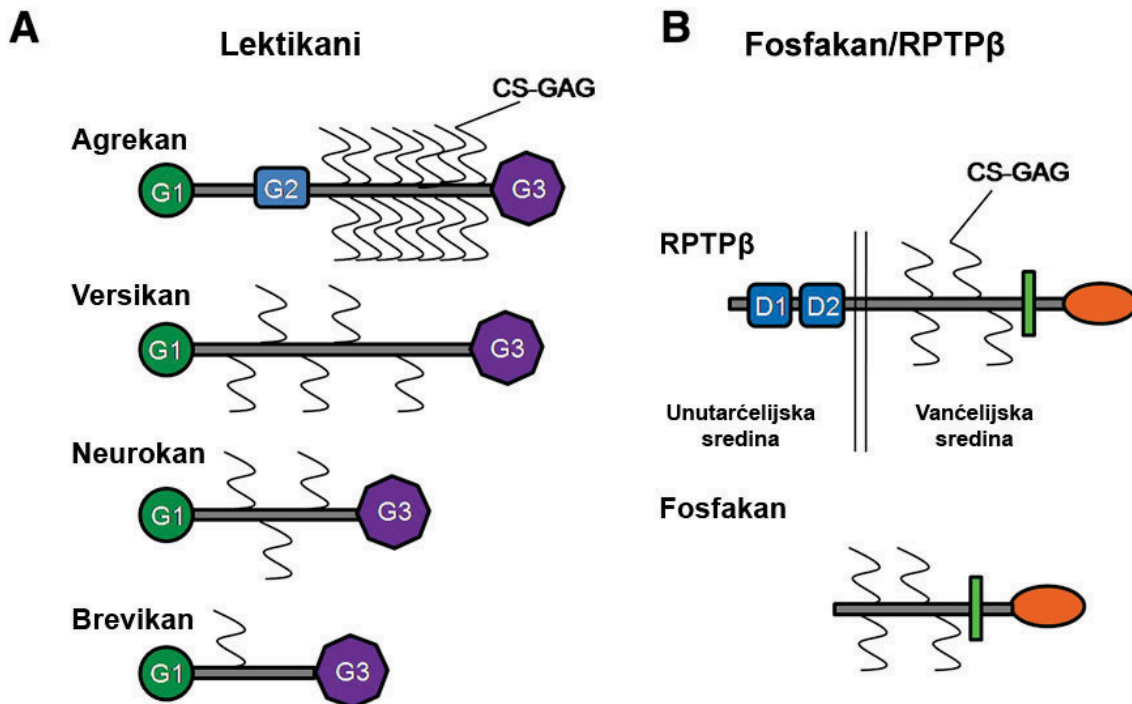 A
Lektikani
CS-GAG
Agrekan
G1
G2
G3
Versikan
G1
G3
Neurokan
G1
G3
Brevikan
G1
G3
B
Fosfakan/RPTPβ
CS-GAG
RPTPβ
D1
D2
Unutarćelijska
sredina
Vanćelijska
sredina
Fosfakan